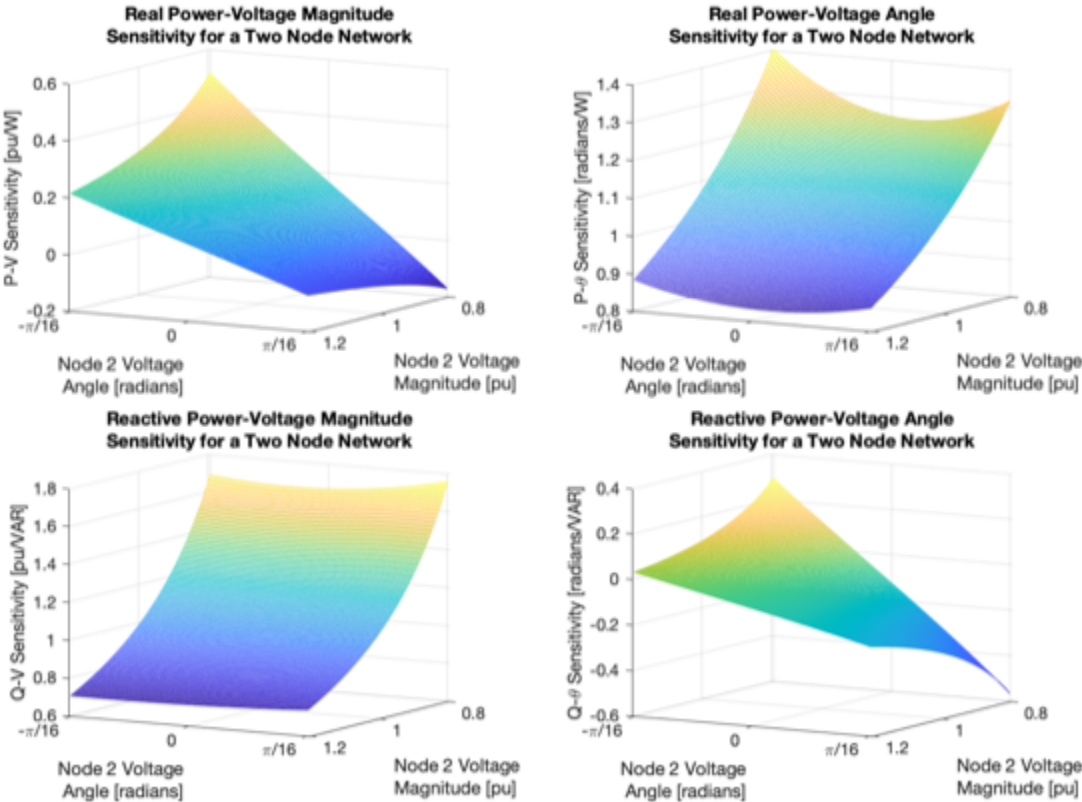 Real Power-Voltage Magnitude
Sensitivity for a Two Node Network
0.6
0.4
0.2
0
-0.2
P-V Sensitivity [pu/W]
-π/16
0
π/16
1.2
1
0.8
Node 2 Voltage
Angle [radians]
Node 2 Voltage
Magnitude [pu]
Real Power-Voltage Angle
Sensitivity for a Two Node Network
1.4
1.3
1.2
1.1
1
0.9
0.8
P-θ Sensitivity [radians/W]
-π/16
0
π/16
1.2
1
0.8
Node 2 Voltage
Angle [radians]
Node 2 Voltage
Magnitude [pu]
Reactive Power-Voltage Magnitude
Sensitivity for a Two Node Network
1.8
1.6
1.4
1.2
1
0.8
0.6
Q-V Sensitivity [pu/VAR]
-π/16
0
π/16
1.2
1
0.8
Node 2 Voltage
Angle [radians]
Node 2 Voltage
Magnitude [pu]
Reactive Power-Voltage Angle
Sensitivity for a Two Node Network
0.4
0.2
0
-0.2
-0.4
-0.6
Q-θ Sensitivity [radians/VAR]
-π/16
0
π/16
1.2
1
0.8
Node 2 Voltage
Angle [radians]
Node 2 Voltage
Magnitude [pu]